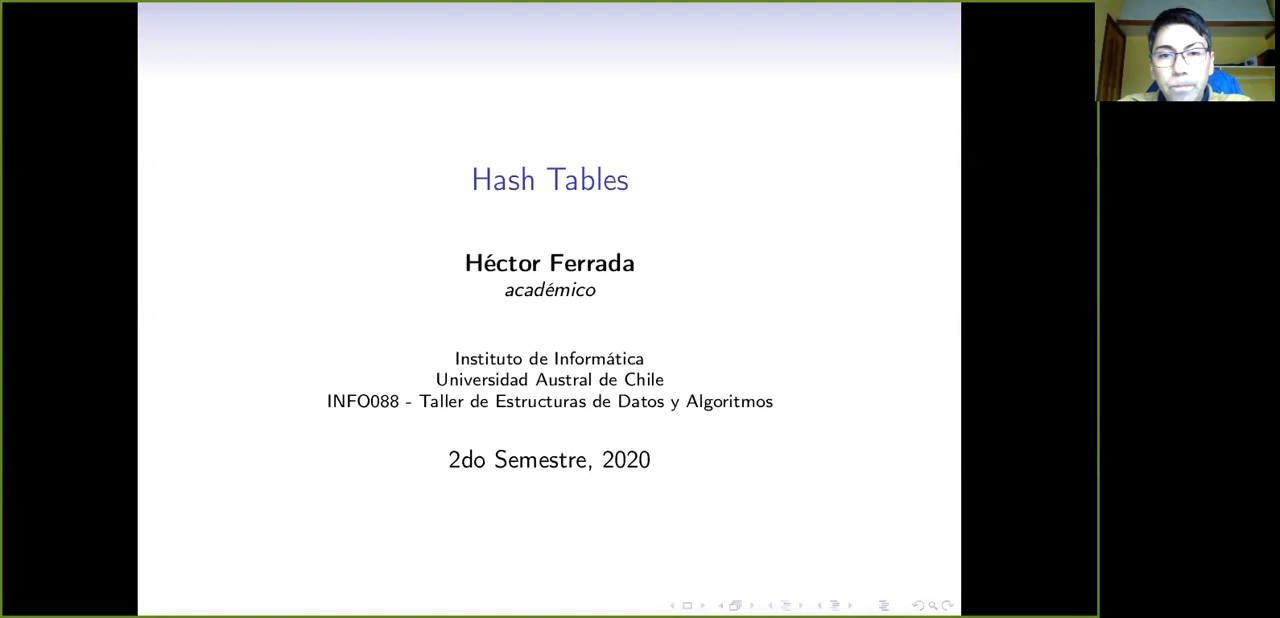 Hash Tables
Héctor Ferrada
académico
Instituto de Informática
Universidad Austral de Chile
INFO088 - Taller de Estructuras de Datos y Algoritmos
2do Semestre, 2020